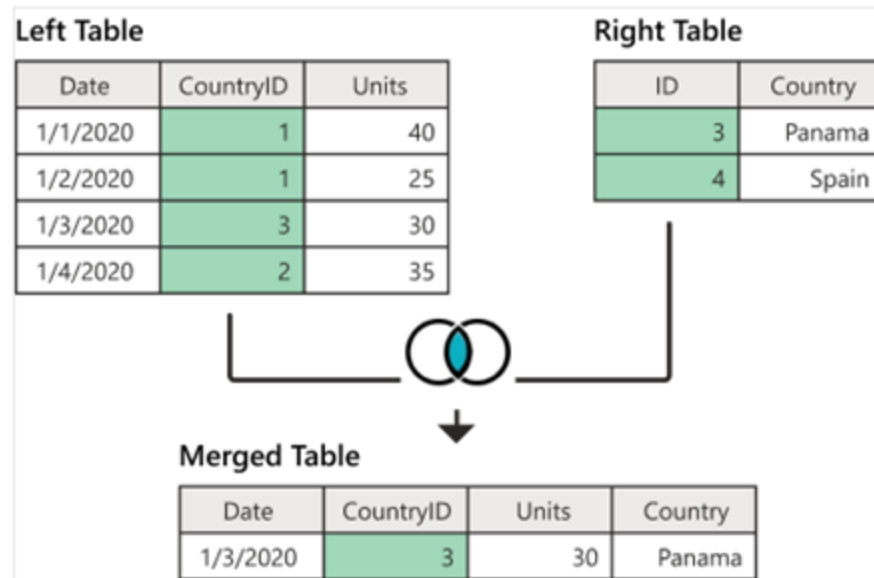 Left Table
Date CountryID Units
1/1/2020 1 40
1/2/2020 1 25
1/3/2020 3 30
1/4/2020 2 35
Right Table
ID Country
3 Panama
4 Spain
Merged Table
Date CountryID Units Country
1/3/2020 3 30 Panama